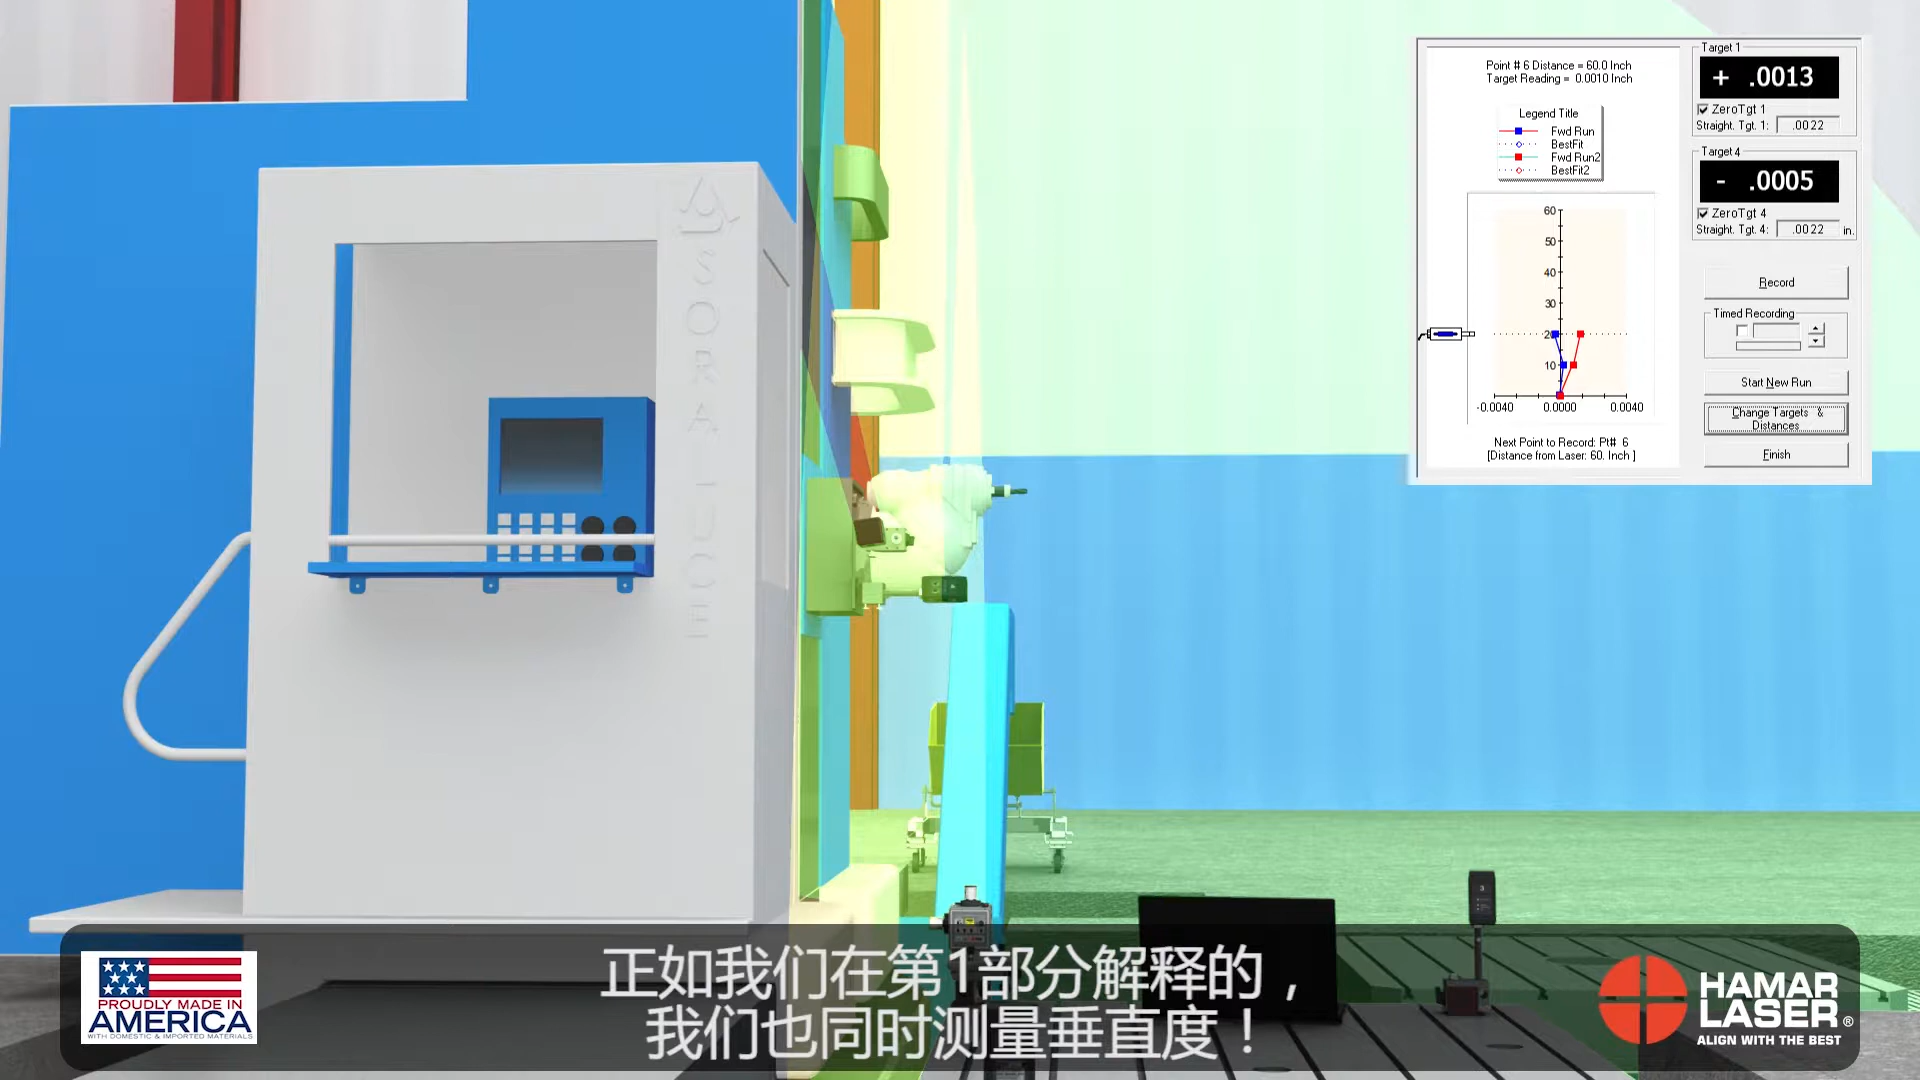 SORALUCE
Point # 6 Distance = 60.0 Inch
Target Reading = 0.0010 Inch
Legend Title
Fwd Run
BestFit
Fwd Run2
BestFit2
60
50
40
30
20
10
-0.0040 0.0000 0.0040
Next Point to Record: Pt# 6
[Distance from Laser: 60. Inch ]
Target 1
+ .0013
ZeroTgt 1
Straight. Tgt. 1: .0022
Target 4
- .0005
ZeroTgt 4
Straight. Tgt. 4: .0022 in.
Record
Timed Recording
Start New Run
Change Targets &
Distances
Finish
3
正如我们在第1部分解释的，
我们也同时测量垂直度！
PROUDLY MADE IN
AMERICA
WITH DOMESTIC & IMPORTED MATERIALS
HAMAR
LASER®
ALIGN WITH THE BEST